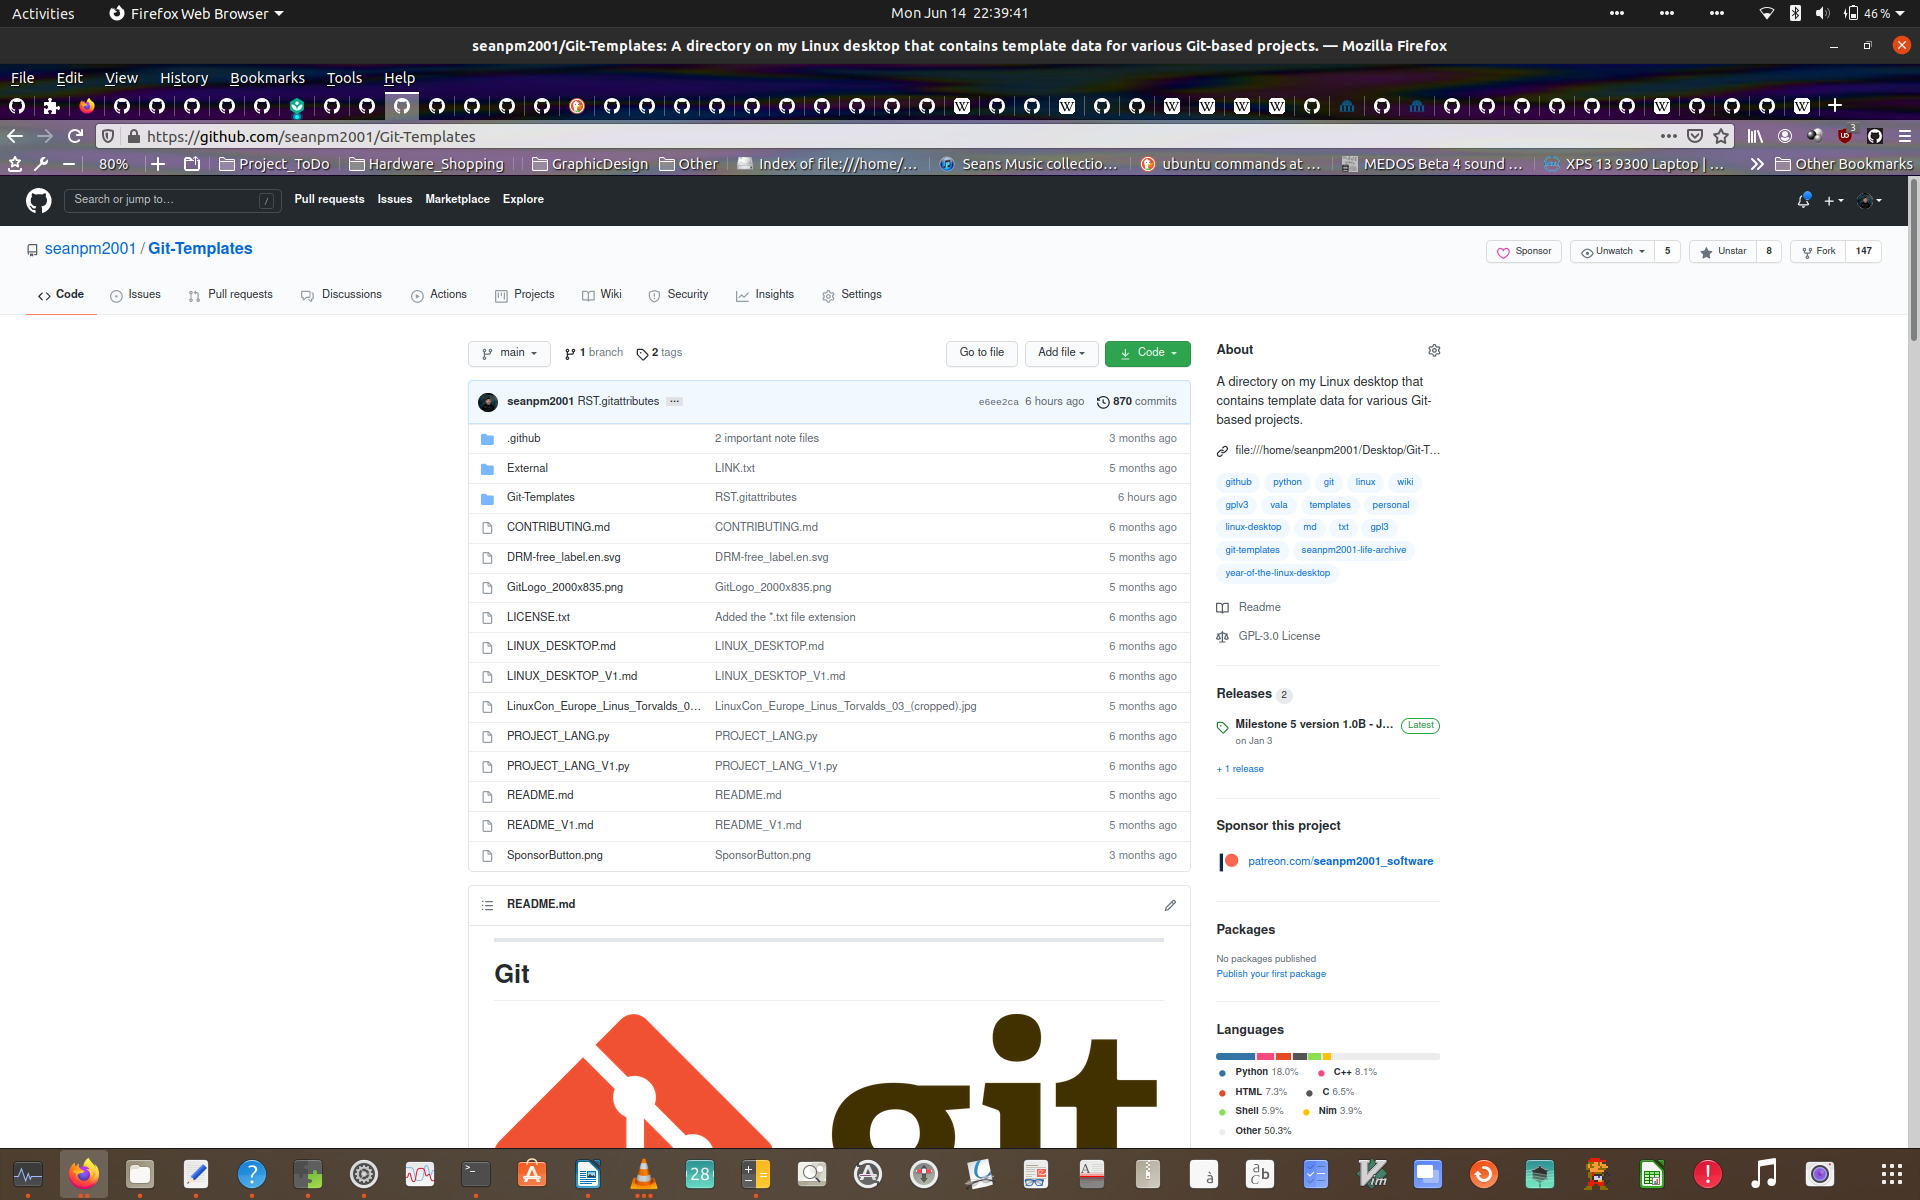 Activities Firefox Web Browser Mon Jun 14 22:39:41 46 %
seanpm2001/Git-Templates: A directory on my Linux desktop that contains template data for various Git-based projects. — Mozilla Firefox
File Edit View History Bookmarks Tools Help
https://github.com/seanpm2001/Git-Templates 3
80% Project_ToDo Hardware_Shopping GraphicDesign Other Index of file:///home/... Seans Music collectio... ubuntu commands at ... MEDOS Beta 4 sound ... XPS 13 9300 Laptop | ... Other Bookmarks
Search or jump to… / Pull requests Issues Marketplace Explore
seanpm2001 / Git-Templates Sponsor Unwatch 5 Unstar 8 Fork 147
Code Issues Pull requests Discussions Actions Projects Wiki Security Insights Settings
main 1 branch 2 tags Go to file Add file Code
seanpm2001 RST.gitattributes ... e6ee2ca 6 hours ago 870 commits
.github 2 important note files 3 months ago
External LINK.txt 5 months ago
Git-Templates RST.gitattributes 6 hours ago
CONTRIBUTING.md CONTRIBUTING.md 6 months ago
DRM-free_label.en.svg DRM-free_label.en.svg 5 months ago
GitLogo_2000x835.png GitLogo_2000x835.png 5 months ago
LICENSE.txt Added the *.txt file extension 6 months ago
LINUX_DESKTOP.md LINUX_DESKTOP.md 6 months ago
LINUX_DESKTOP_V1.md LINUX_DESKTOP_V1.md 6 months ago
LinuxCon_Europe_Linus_Torvalds_0... LinuxCon_Europe_Linus_Torvalds_03_(cropped).jpg 5 months ago
PROJECT_LANG.py PROJECT_LANG.py 6 months ago
PROJECT_LANG_V1.py PROJECT_LANG_V1.py 6 months ago
README.md README.md 5 months ago
README_V1.md README_V1.md 5 months ago
SponsorButton.png SponsorButton.png 3 months ago
README.md
Git
git
About
A directory on my Linux desktop that
contains template data for various Git-
based projects.
file:///home/seanpm2001/Desktop/Git-T...
github python git linux wiki
gplv3 vala templates personal
linux-desktop md txt gpl3
git-templates seanpm2001-life-archive
year-of-the-linux-desktop
Readme
GPL-3.0 License
Releases 2
Milestone 5 version 1.0B - J... Latest
on Jan 3
+ 1 release
Sponsor this project
patreon.com/seanpm2001_software
Packages
No packages published
Publish your first package
Languages
Python 18.0% C++ 8.1%
HTML 7.3% C 6.5%
Shell 5.9% Nim 3.9%
Other 50.3%
28
Vim